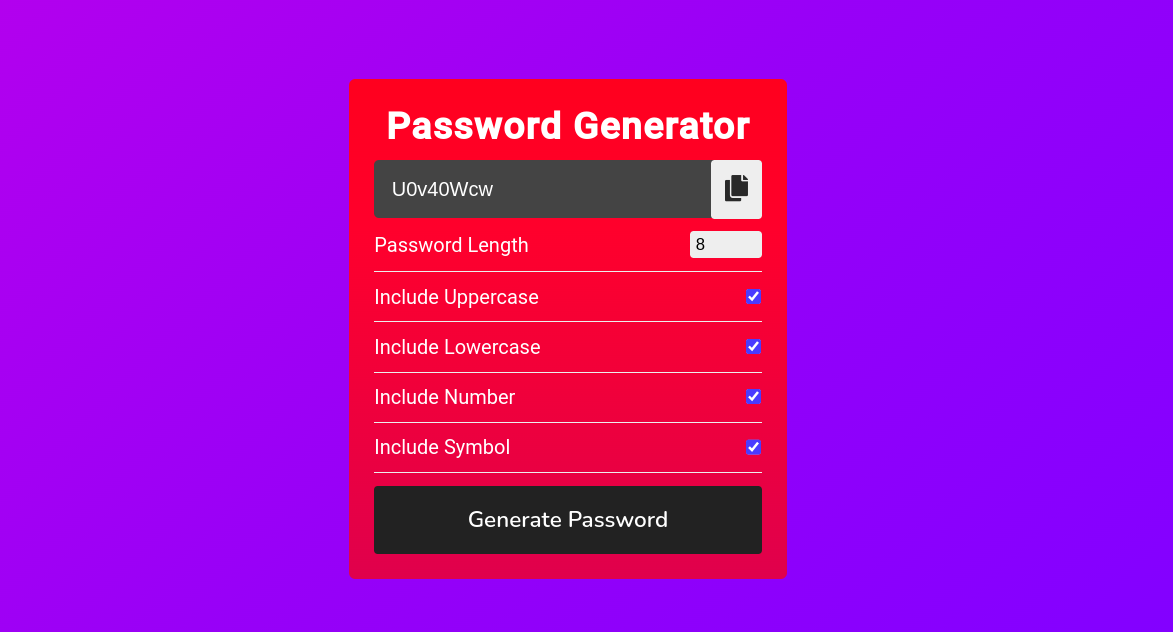 Password Generator
U0v40Wcw
Password Length 8
Include Uppercase
Include Lowercase
Include Number
Include Symbol
Generate Password